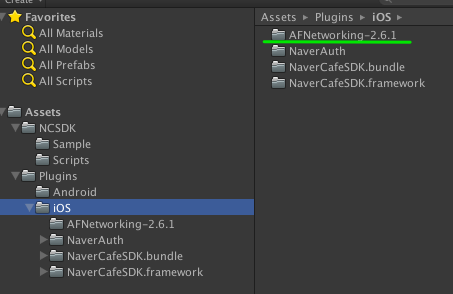 Create
Favorites
All Materials
All Models
All Prefabs
All Scripts
Assets
NCSDK
Sample
Scripts
Plugins
Android
iOS
AFNetworking-2.6.1
NaverAuth
NaverCafeSDK.bundle
NaverCafeSDK.framework
Assets Plugins iOS
AFNetworking-2.6.1
NaverAuth
NaverCafeSDK.bundle
NaverCafeSDK.framework